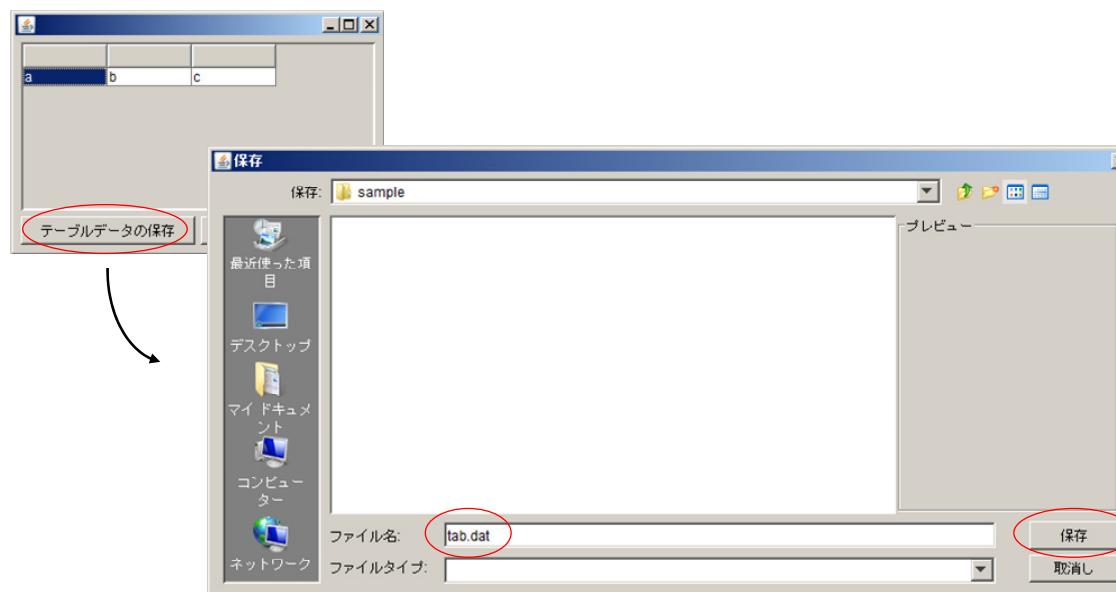 a b c
テーブルデータの保存
保存
保存: sample
最近使った項
目
デスクトップ
マイ ドキュメ
ント
コンピュー
ター
ネットワーク
プレビュー
ファイル名: tab.dat
保存
ファイルタイプ:
取消し